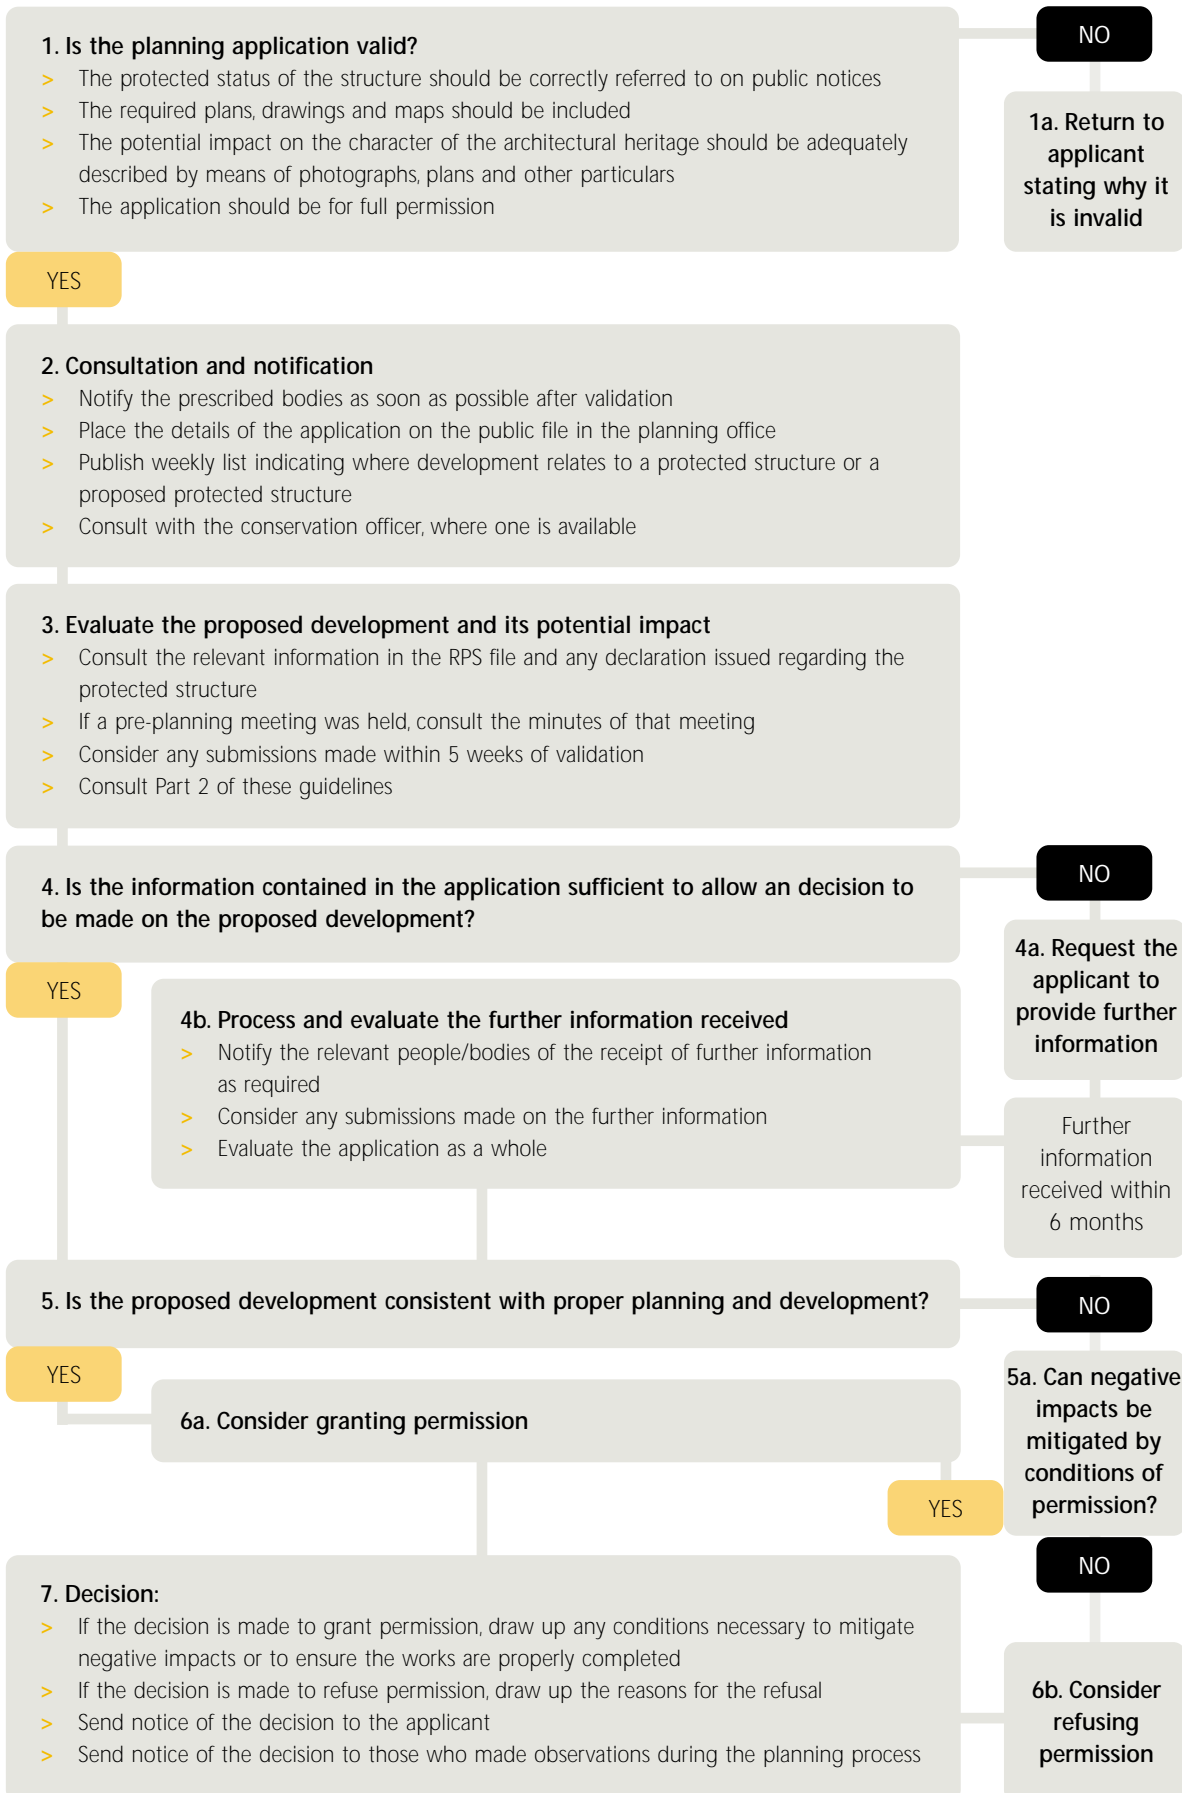 1. Is the planning application valid?
> The protected status of the structure should be correctly referred to on public notices
> The required plans, drawings and maps should be included
> The potential impact on the character of the architectural heritage should be adequately
described by means of photographs, plans and other particulars
> The application should be for full permission
NO
1a. Return to
applicant
stating why it
is invalid
YES
2. Consultation and notification
> Notify the prescribed bodies as soon as possible after validation
> Place the details of the application on the public file in the planning office
> Publish weekly list indicating where development relates to a protected structure or a
proposed protected structure
> Consult with the conservation officer, where one is available
3. Evaluate the proposed development and its potential impact
> Consult the relevant information in the RPS file and any declaration issued regarding the
protected structure
> If a pre-planning meeting was held, consult the minutes of that meeting
> Consider any submissions made within 5 weeks of validation
> Consult Part 2 of these guidelines
4. Is the information contained in the application sufficient to allow an decision to
be made on the proposed development?
NO
4a. Request the
applicant to
provide further
information
YES
4b. Process and evaluate the further information received
> Notify the relevant people/bodies of the receipt of further information
as required
> Consider any submissions made on the further information
> Evaluate the application as a whole
Further
information
received within
6 months
5. Is the proposed development consistent with proper planning and development?
NO
YES
5a. Can negative
impacts be
mitigated by
conditions of
permission?
6a. Consider granting permission
YES
NO
7. Decision:
> If the decision is made to grant permission, draw up any conditions necessary to mitigate
negative impacts or to ensure the works are properly completed
> If the decision is made to refuse permission, draw up the reasons for the refusal
> Send notice of the decision to the applicant
> Send notice of the decision to those who made observations during the planning process
6b. Consider
refusing
permission